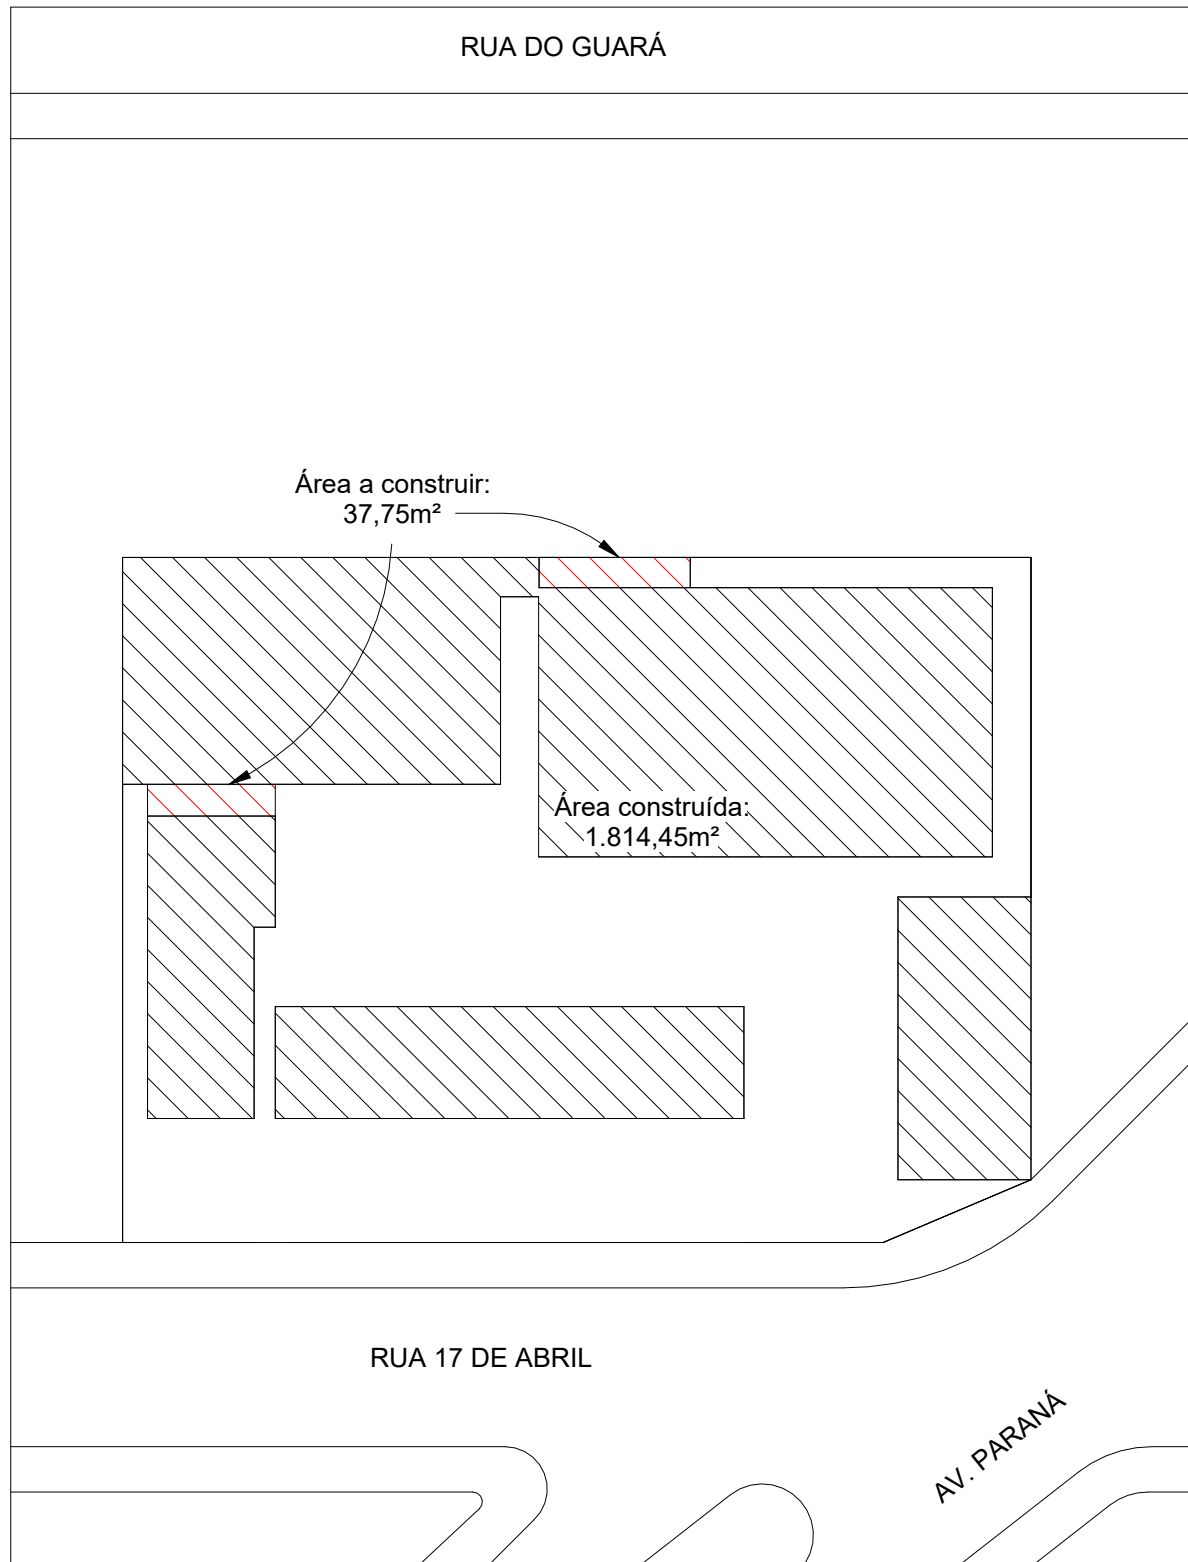 RUA DO GUARÁ
Área a construir:
37,75m²
Área construída:
1.814,45m²
RUA 17 DE ABRIL
AV. PARANÁ